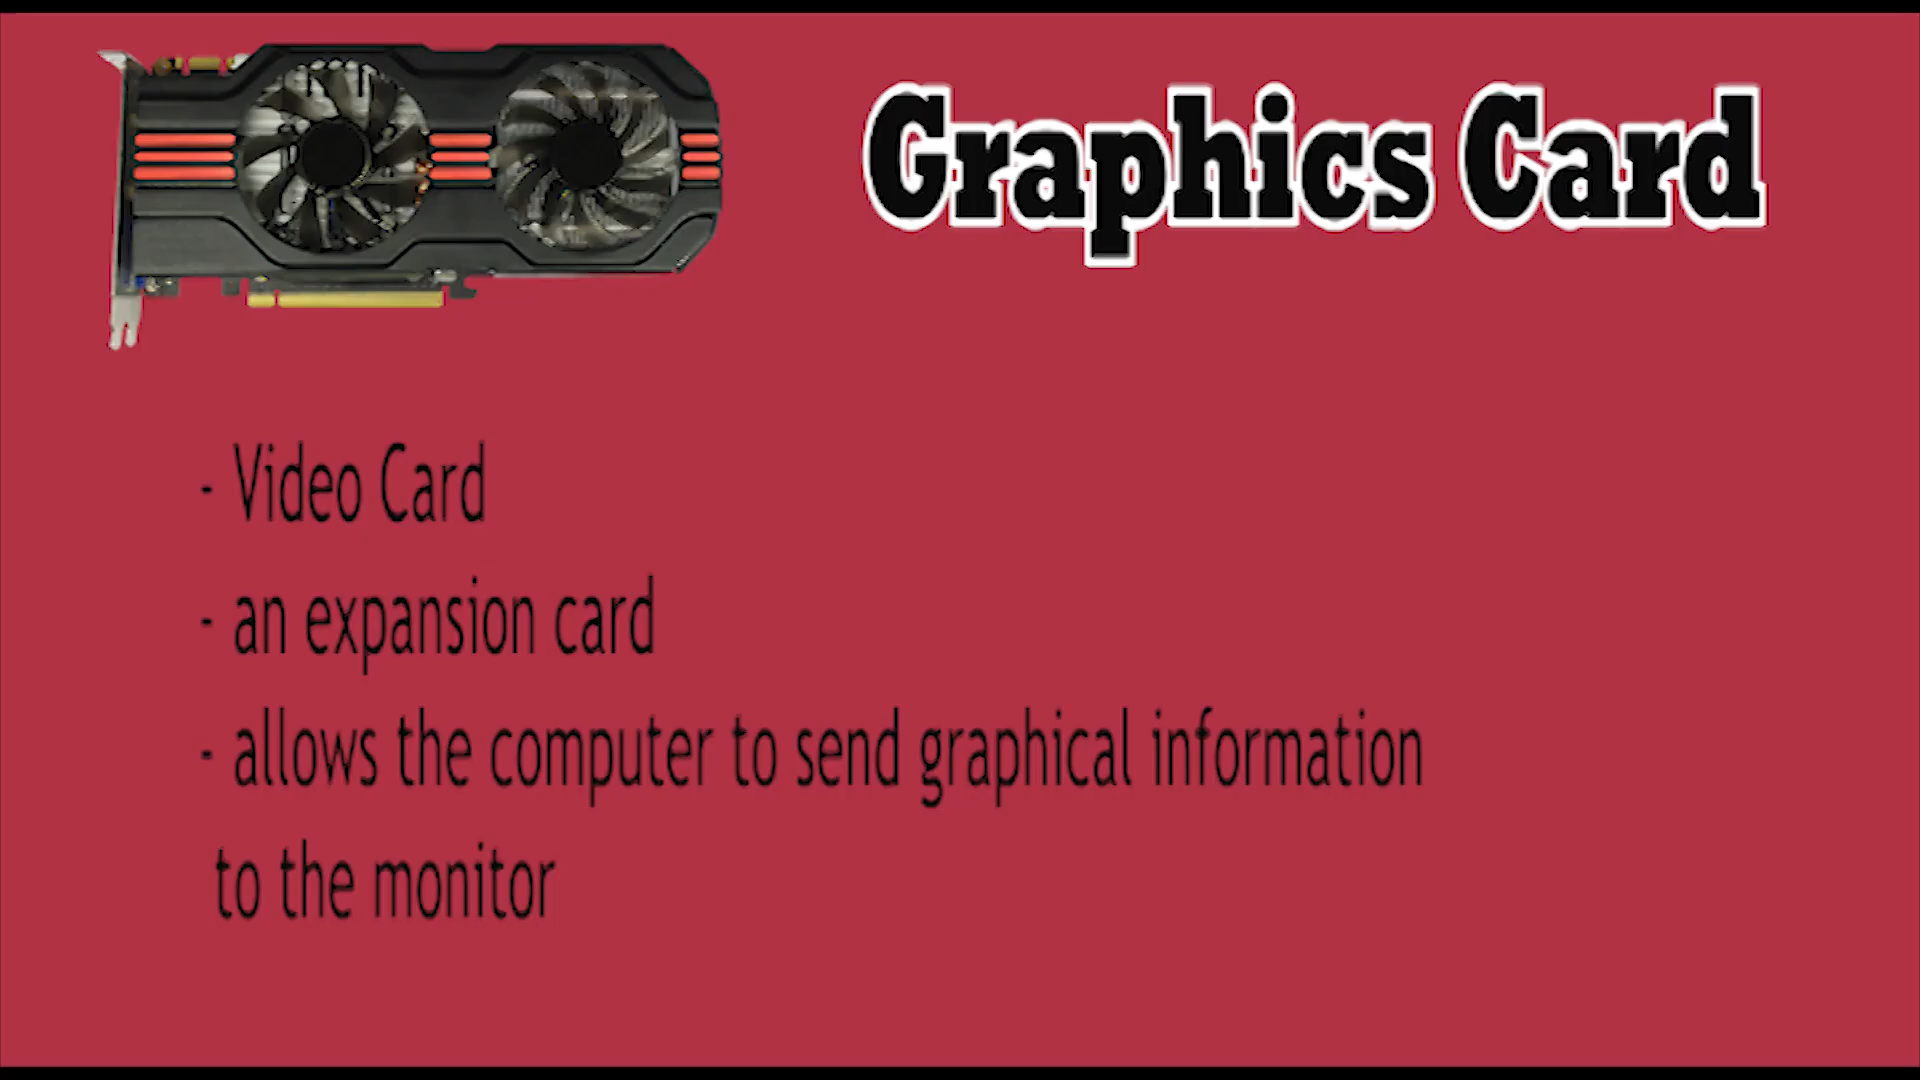 Graphics Card
- Video Card
- an expansion card
- allows the computer to send graphical information
to the monitor